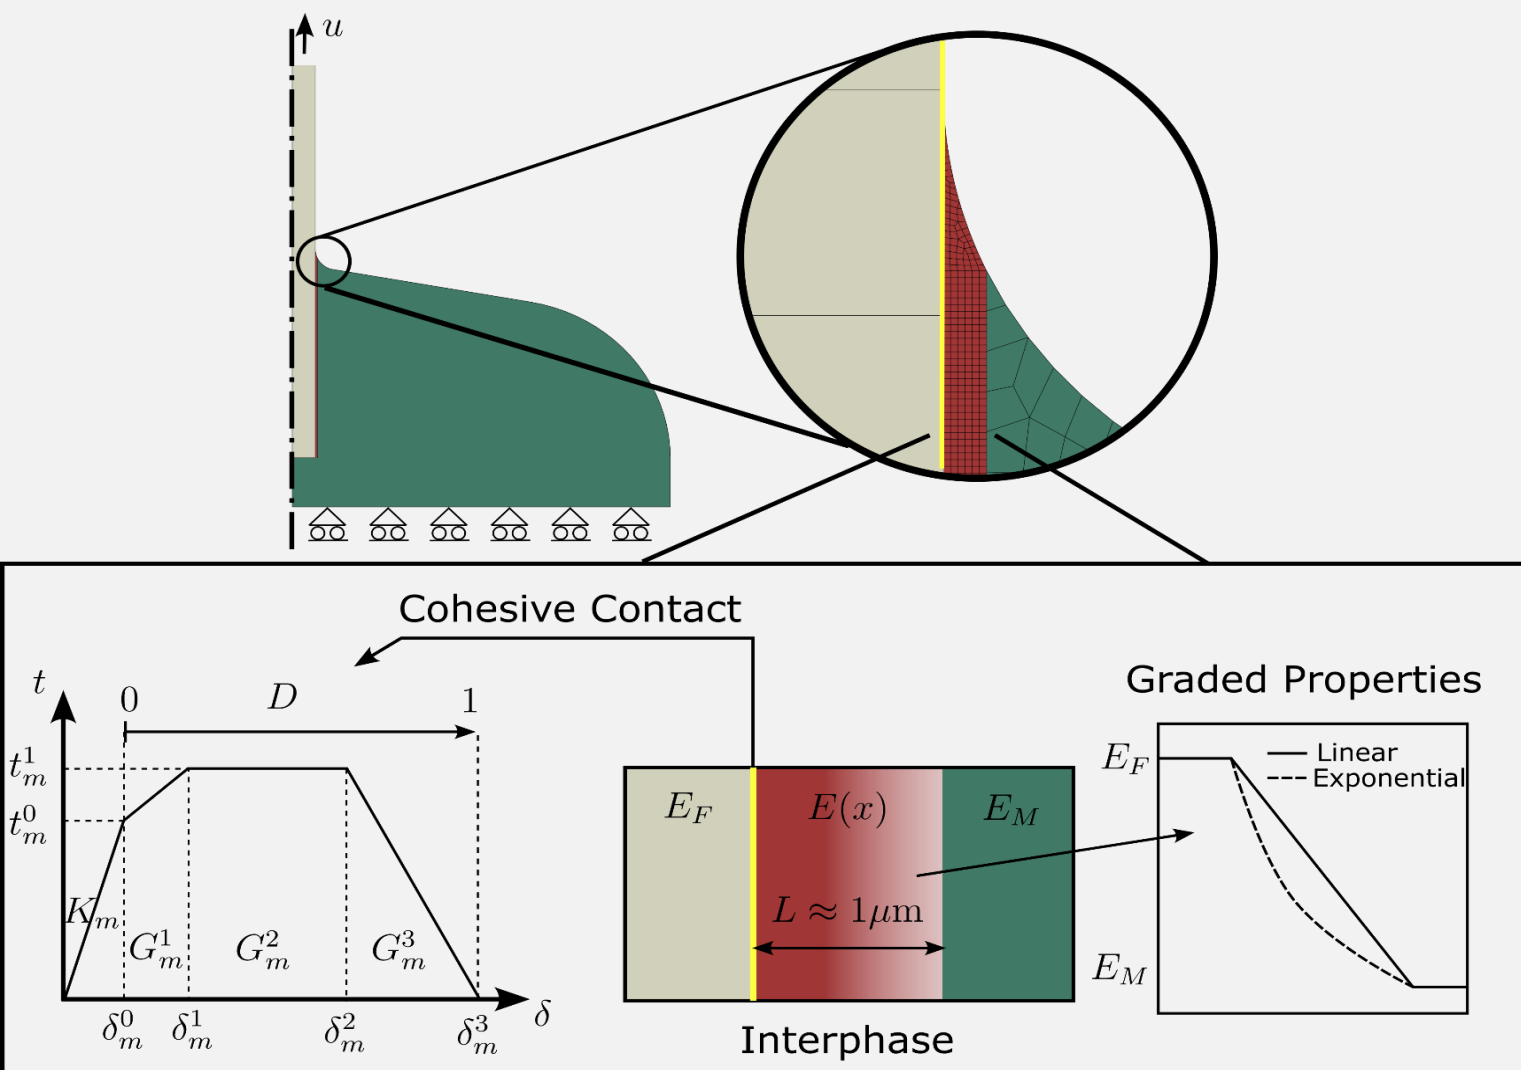 u
Cohesive Contact
Graded Properties
t
0
D
1
t_m^1
t_m^0
K_m
G_m^1
G_m^2
G_m^3
δ_m^0
δ_m^1
δ_m^2
δ_m^3
δ
E_F
E(x)
E_M
L ≈ 1μm
Interphase
E_F
Linear
Exponential
E_M